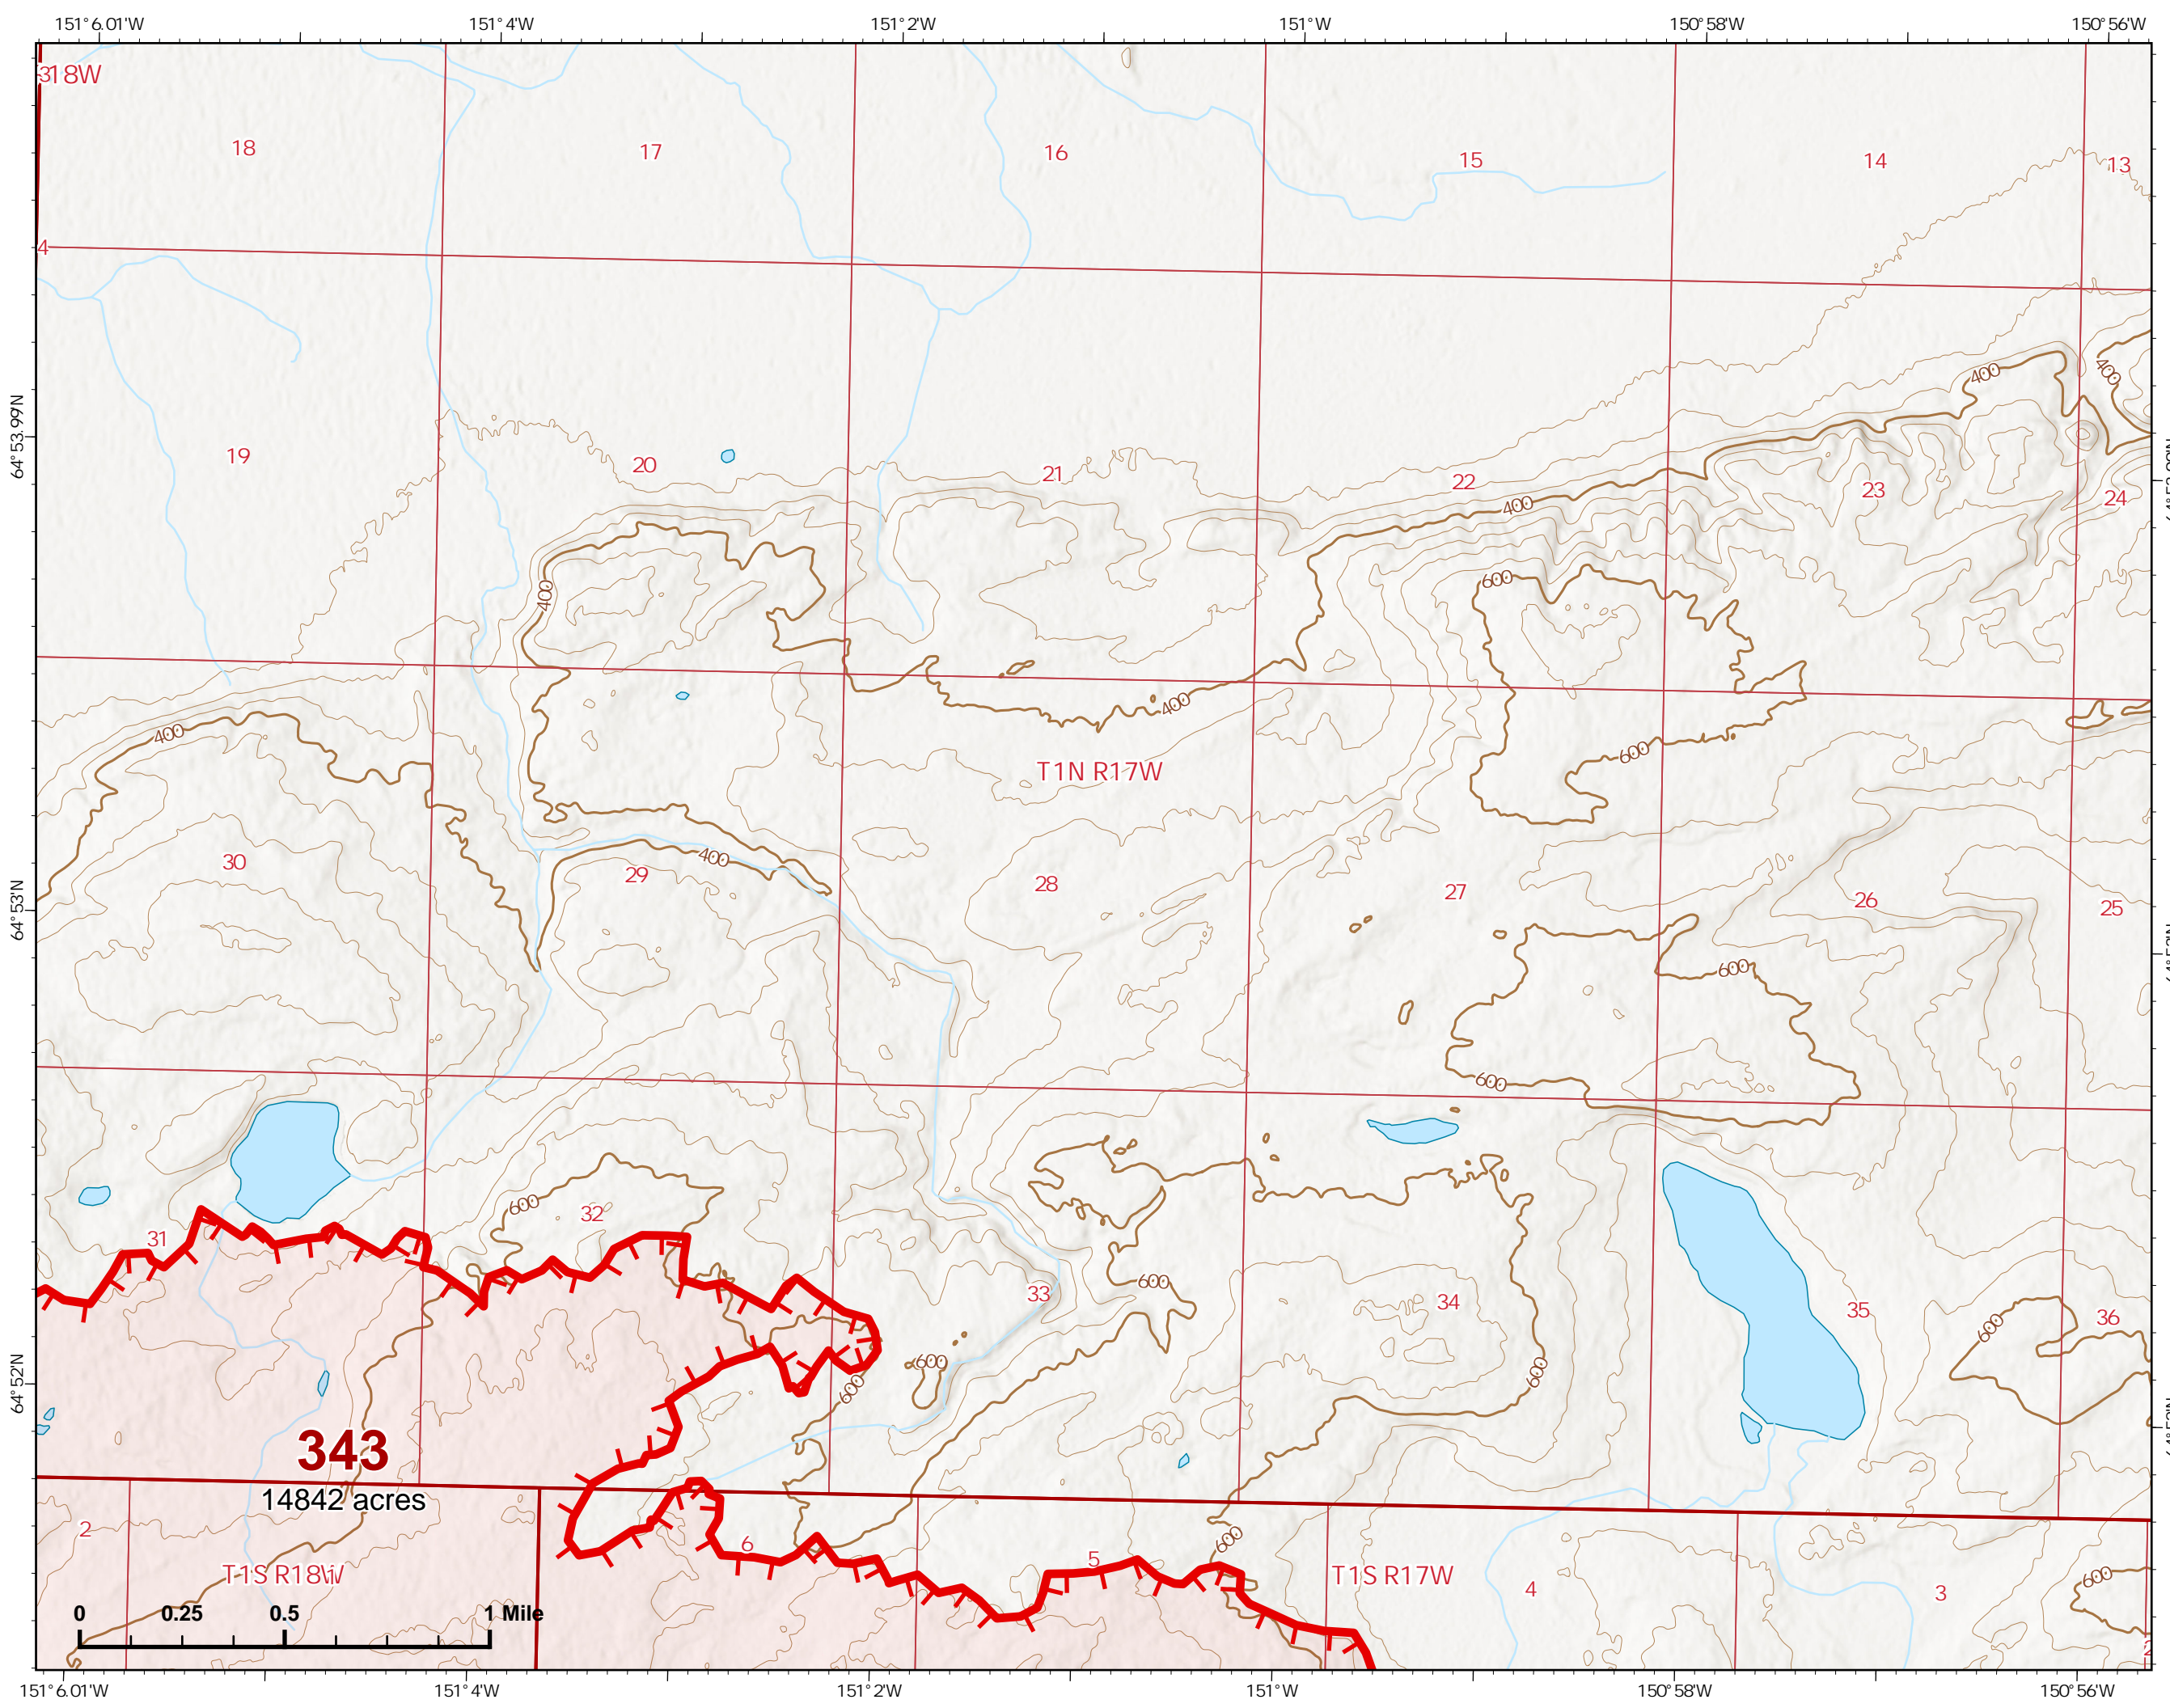 151°6.01'W 151°4'W 151°2'W 151°W 150°58'W 150°56'W
18W
18 17 16 15 14 13
4
400 400
64°53.99'N
19 20 21 22 23 24
400
400 600
400 400
T1N R17W
600
400
30 29 28 27 26 25
64°53'N
600
600
600 32
31
600 33 34 35 36
600
600 600 600
64°52'N
343
14842 acres
2 6 5 4 3
600
T1S R18W T1S R17W
600
0 0.25 0.5 1 Mile
151°6.01'W 151°4'W 151°2'W 151°W 150°58'W 150°56'W